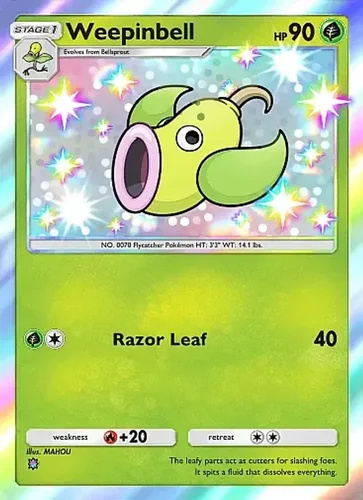 STAGE 1
Weepinbell
HP 90
Evolves from Bellsprout
NO. 0070 Flycatcher Pokémon HT: 3'3" WT: 14.1 lbs.
Razor Leaf 40
weakness +20 retreat
Illus. MAHOU
The leafy parts act as cutters for slashing foes.
It spits a fluid that dissolves everything.